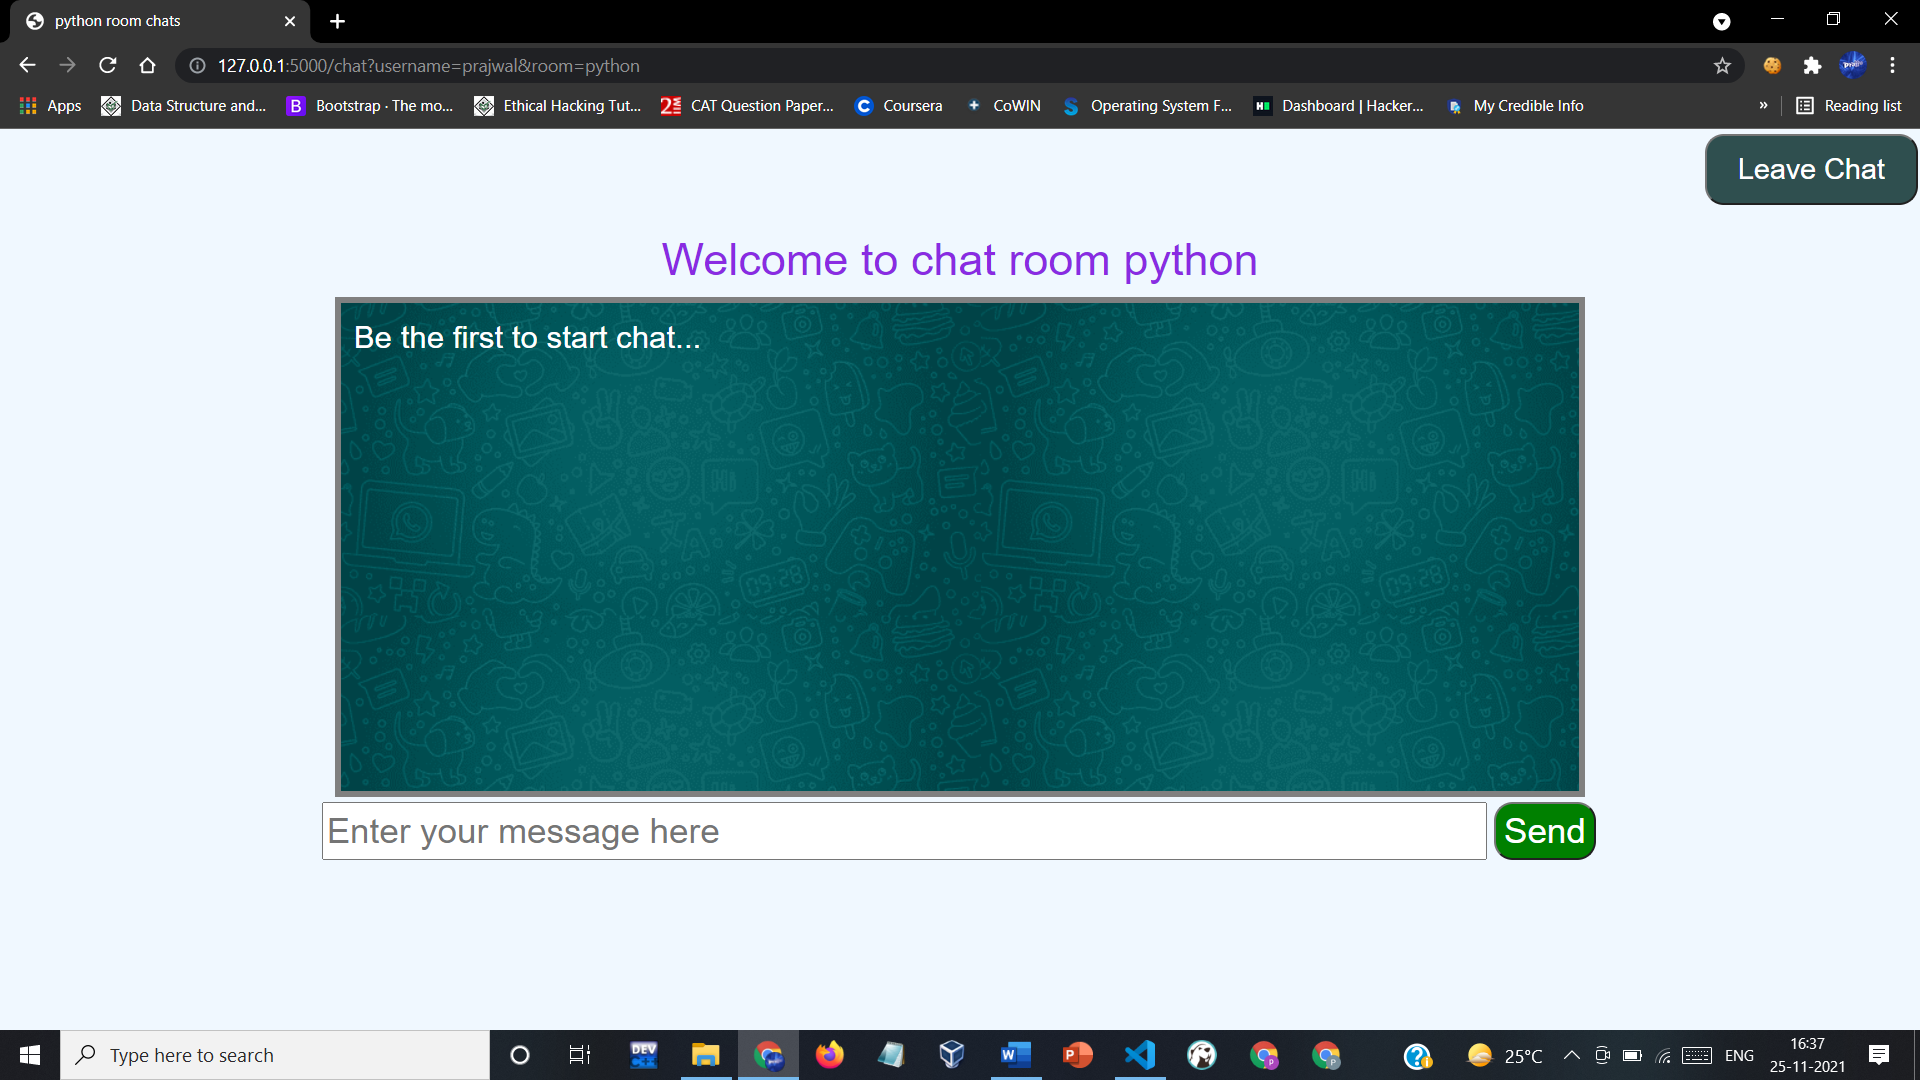 python room chats
127.0.0.1:5000/chat?username=prajwal&room=python
Apps
Data Structure and...
B
Bootstrap · The mo...
Ethical Hacking Tut...
CAT Question Paper...
Coursera
CoWIN
Operating System F...
Dashboard | Hacker...
My Credible Info
»
Reading list
Leave Chat
Welcome to chat room python
Be the first to start chat...
Enter your message here
Send
Type here to search
DEV
25°C
ENG
16:37
25-11-2021